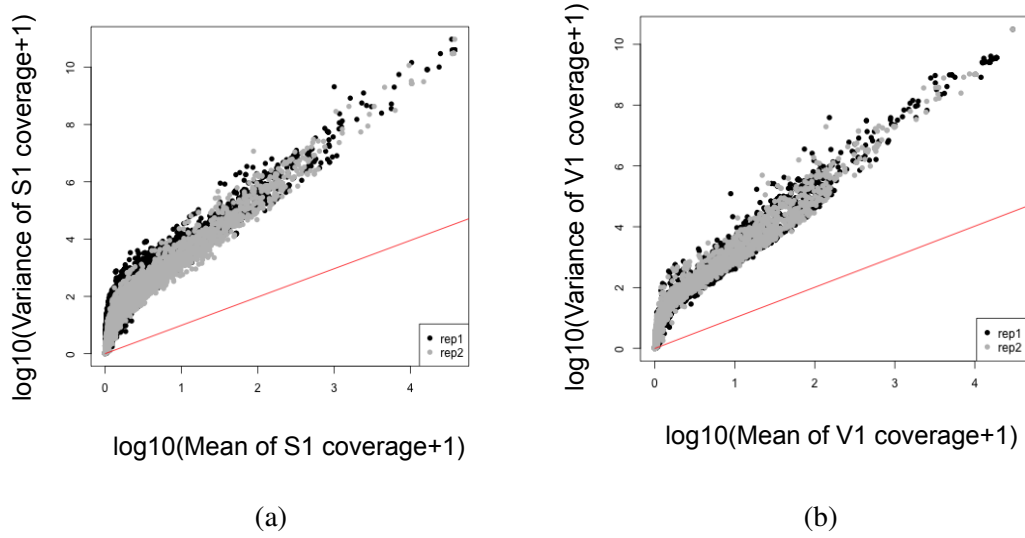 log10(Variance of S1 coverage+1)
10
8
6
4
2
0
0 1 2 3 4
rep1
rep2
log10(Mean of S1 coverage+1)
(a)
log10(Variance of V1 coverage+1)
10
8
6
4
2
0
0 1 2 3 4
rep1
rep2
log10(Mean of V1 coverage+1)
(b)